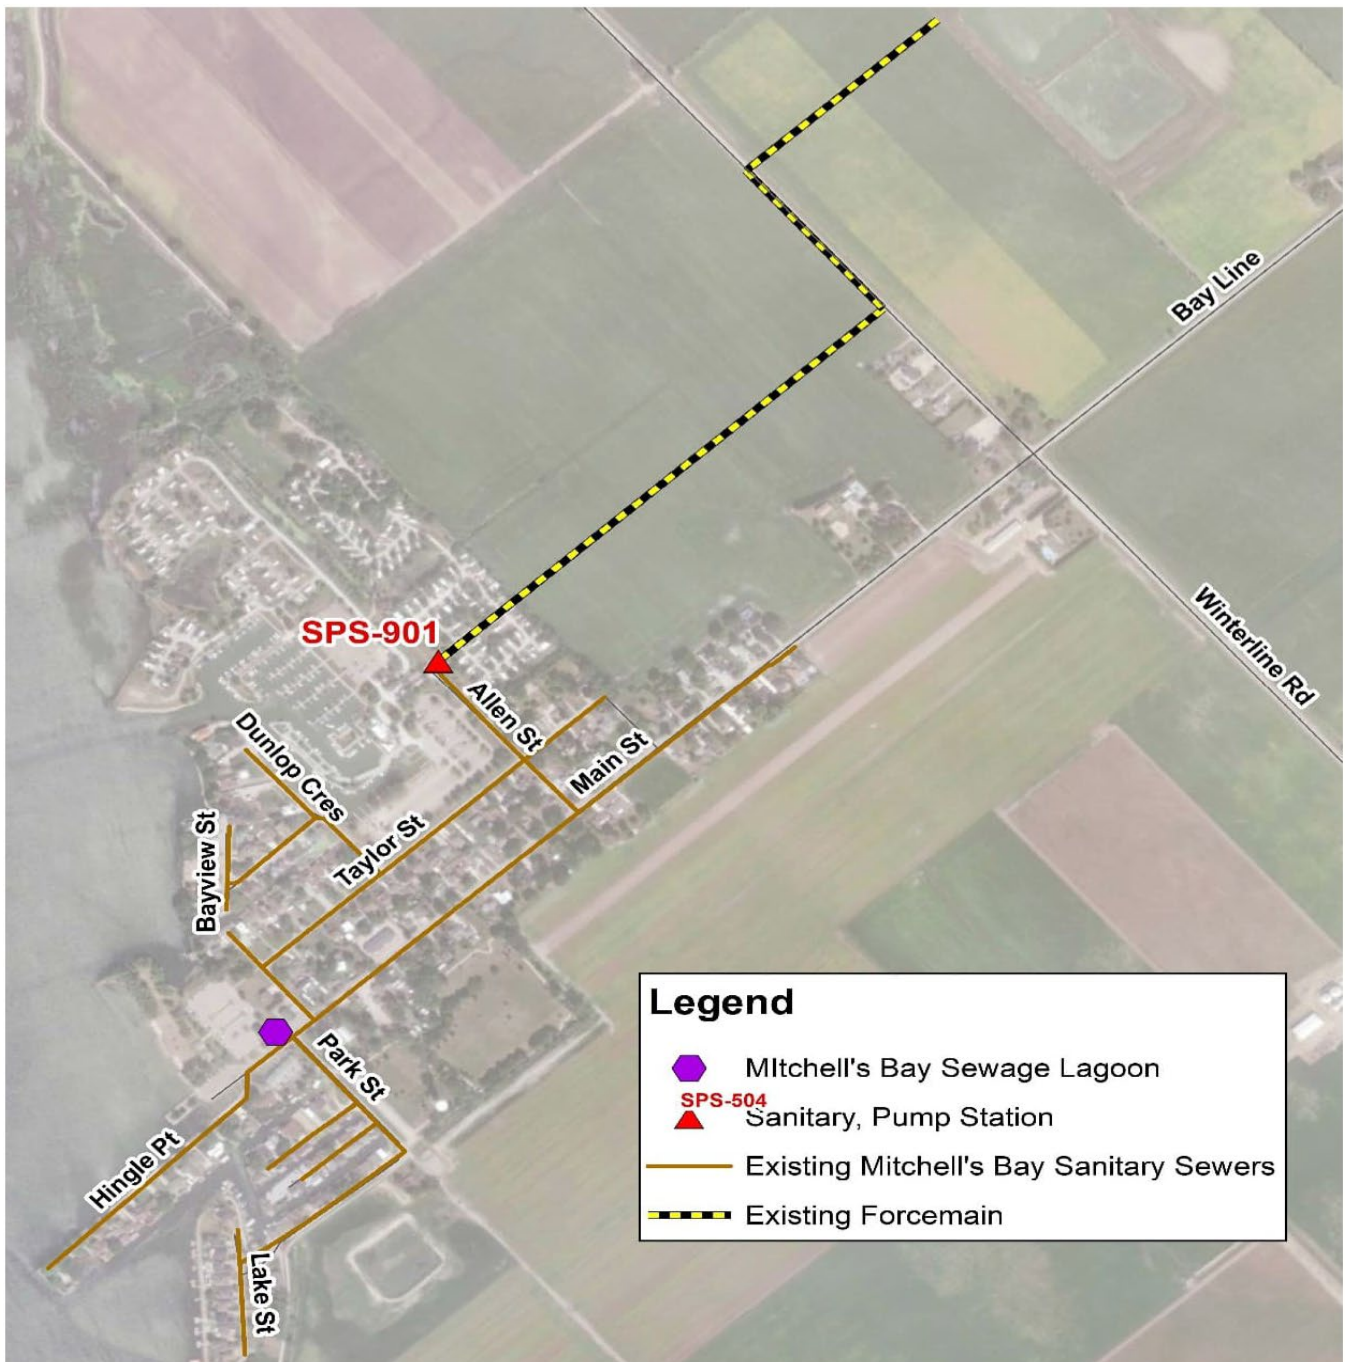 Bay Line
Winterline Rd
SPS-901
Allen St
Dunlop Cres
Main St
Bayview St
Taylor St
Park St
Hingle Pt
Lake St
Legend
MItchell's Bay Sewage Lagoon
SPS-504
Sanitary, Pump Station
Existing Mitchell's Bay Sanitary Sewers
Existing Forcemain